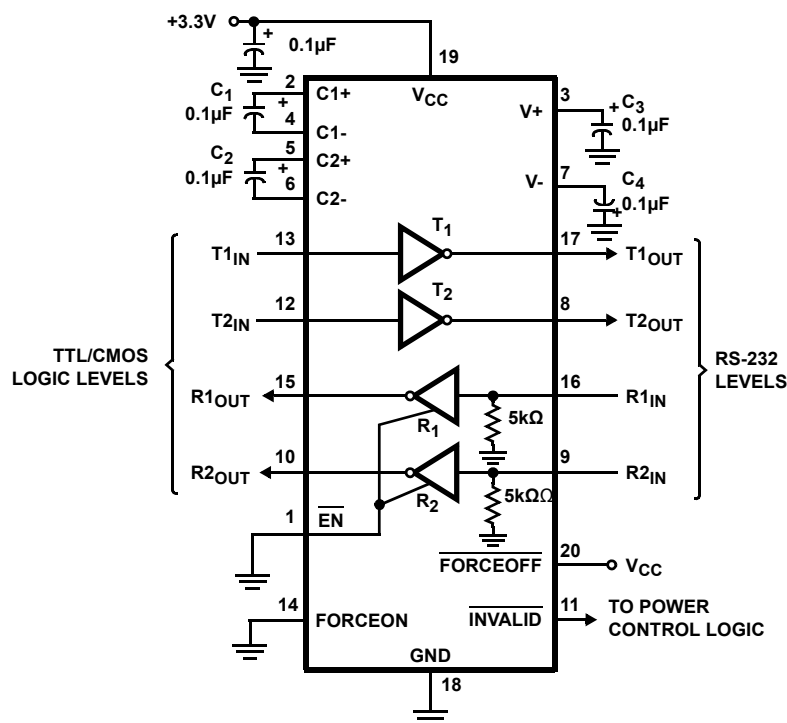 +3.3V
+
0.1µF
19
C1
0.1µF
2
+
4
C1+
C1-
VCC
V+
3
+
C3
0.1µF
C2
0.1µF
5
+
6
C2+
C2-
V-
7
C4
0.1µF
+
T1IN
13
T1
17
T1OUT
T2IN
12
T2
8
T2OUT
TTL/CMOS
LOGIC LEVELS
RS-232
LEVELS
R1OUT
15
R1
5kΩ
16
R1IN
R2OUT
10
R2
5kΩΩ
9
R2IN
1
EN
FORCEOFF
20
VCC
14
FORCEON
INVALID
11
TO POWER
CONTROL LOGIC
GND
18